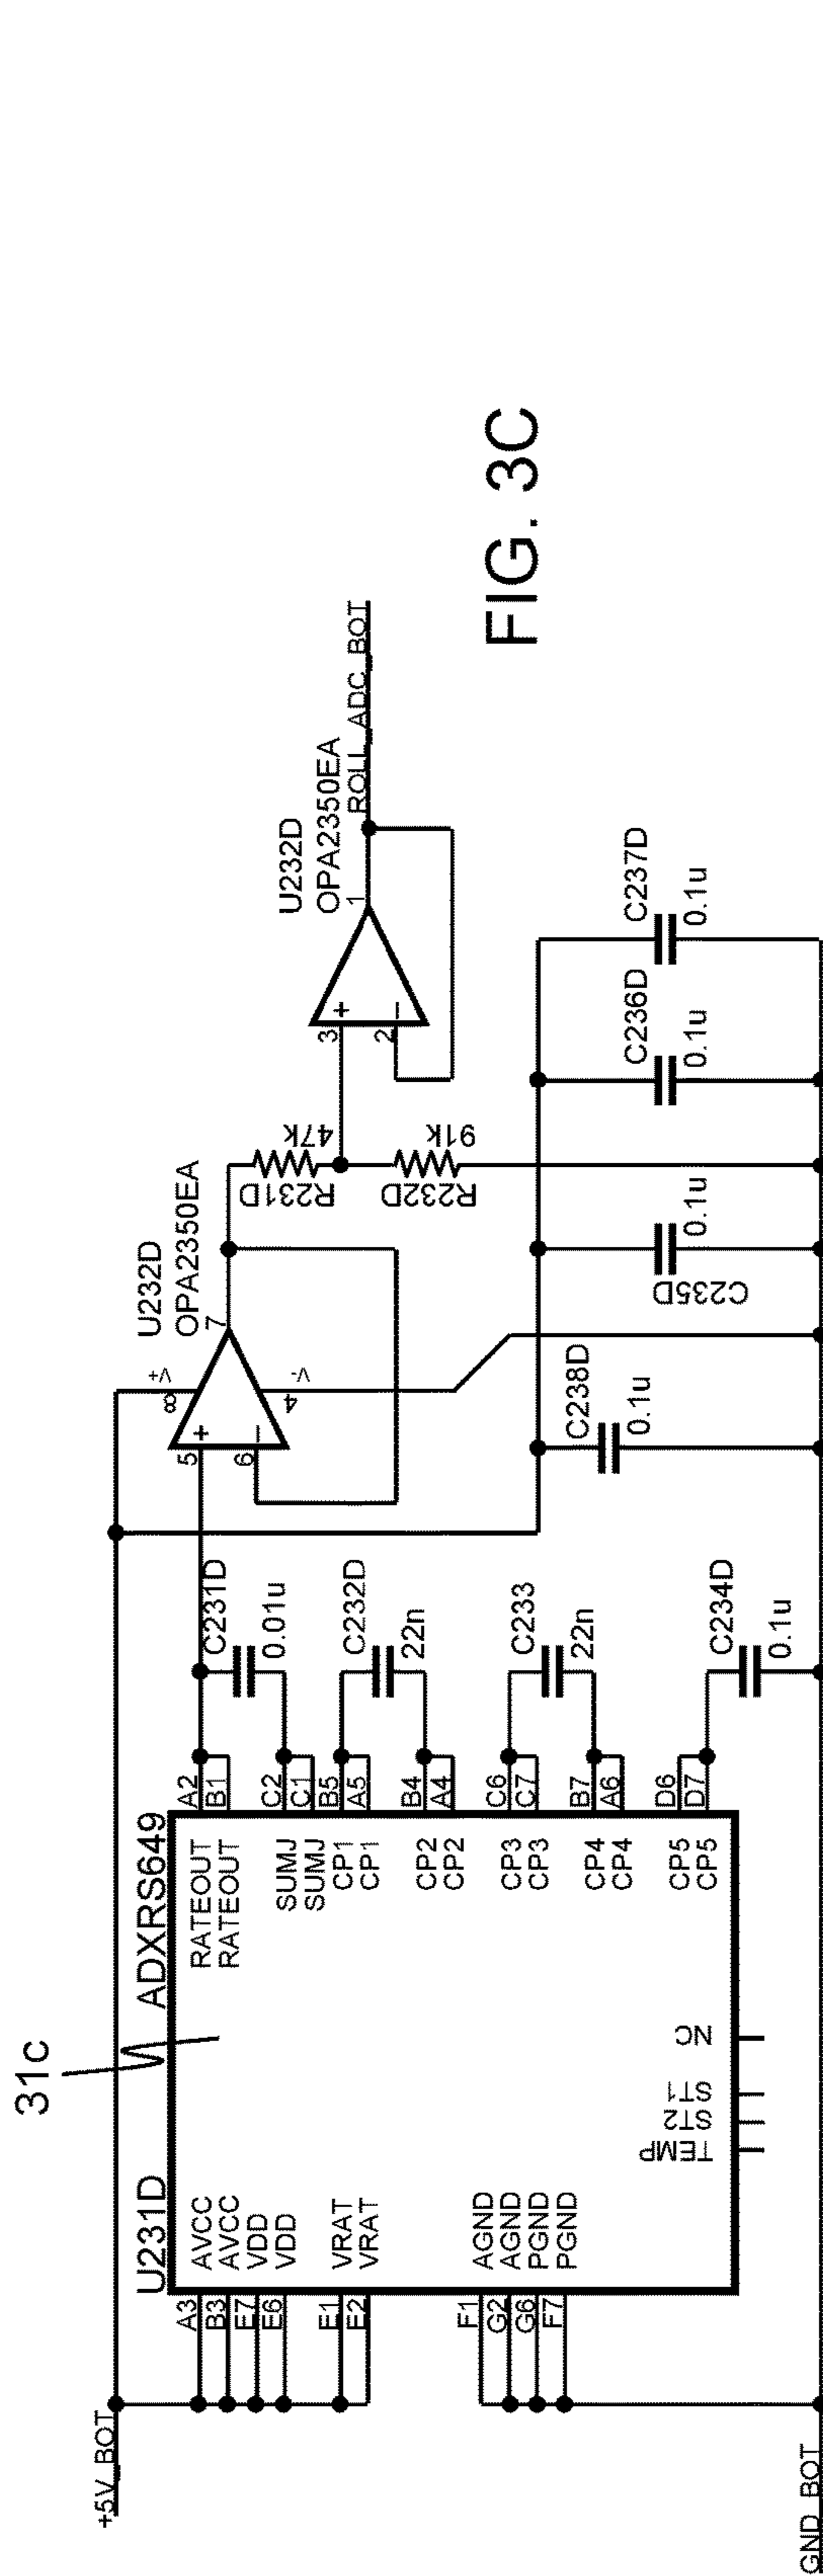 31c
+5V_BOT
U231D
ADXRS649
A3
AVCC
B3
AVCC
E7
VDD
E6
VDD
E1
VRAT
E2
VRAT
F1
AGND
G2
AGND
G6
PGND
F7
PGND
TEMP
ST2
ST1
NC
RATEOUT
A2
RATEOUT
B1
SUMJ
C2
SUMJ
C1
CP1
B5
CP1
A5
CP2
B4
CP2
A4
CP3
C6
CP3
C7
CP4
B7
CP4
A6
CP5
D6
CP5
D7
C231D
0.01u
C232D
22n
C233
22n
C234D
0.1u
U232D
OPA2350EA
5
+
6
−
8
V+
4
V-
7
R231D
47k
R232D
91k
U232D
OPA2350EA
3
+
2
−
1
ROLL_ADC_BOT
C238D
0.1u
C235D
0.1u
C236D
0.1u
C237D
0.1u
GND_BOT
FIG. 3C